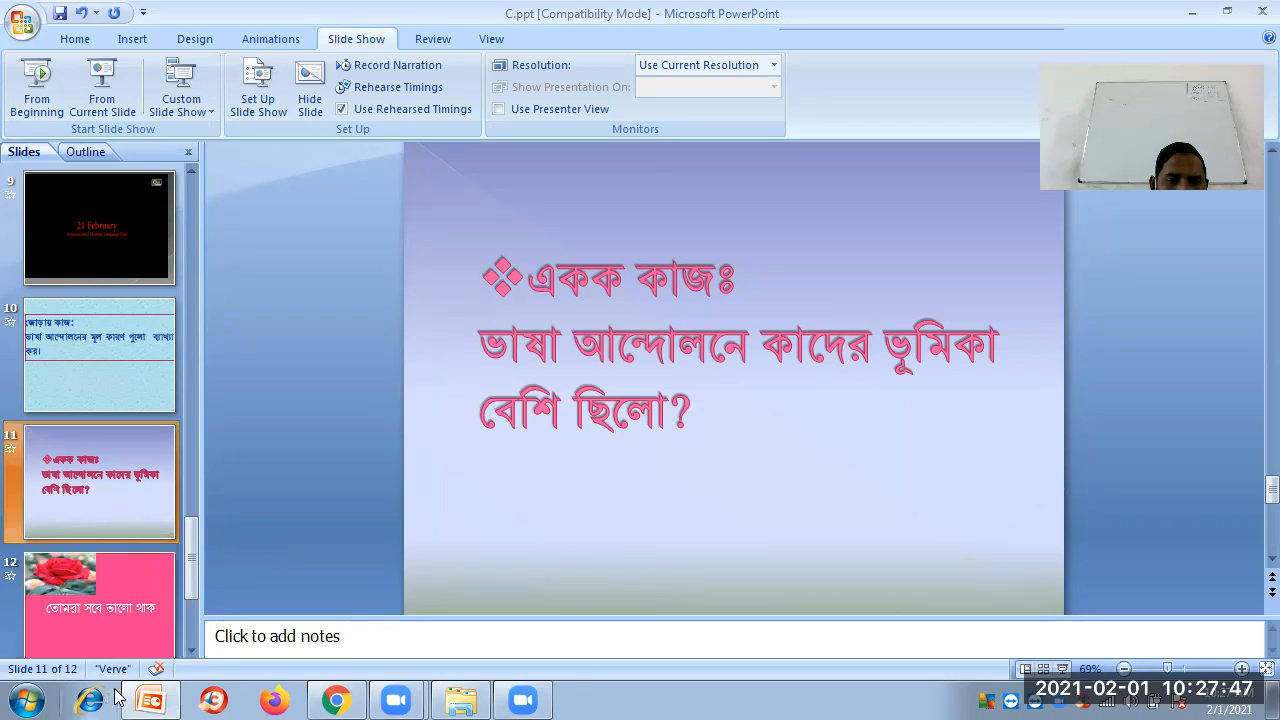 C.ppt [Compatibility Mode] - Microsoft PowerPoint
Home Insert Design Animations Slide Show Review View
From Beginning
From Current Slide
Custom Slide Show
Start Slide Show
Set Up Slide Show
Hide Slide
Record Narration
Rehearse Timings
Use Rehearsed Timings
Set Up
Resolution: Use Current Resolution
Show Presentation On:
Use Presenter View
Monitors
Slides Outline
9
21 February
10
জোড়ায় কাজ:
ভাষা আন্দোলনের মূল কারণ গুলো ব্যাখ্যা
কর।
11
❖একক কাজঃ
ভাষা আন্দোলনে কাদের ভূমিকা
বেশি ছিলো?
12
তোমরা সবে ভালো থাক
❖একক কাজঃ
ভাষা আন্দোলনে কাদের ভূমিকা
বেশি ছিলো?
Click to add notes
Slide 11 of 12 "Verve" 69%
2021-02-01 10:27:47
2/1/2021